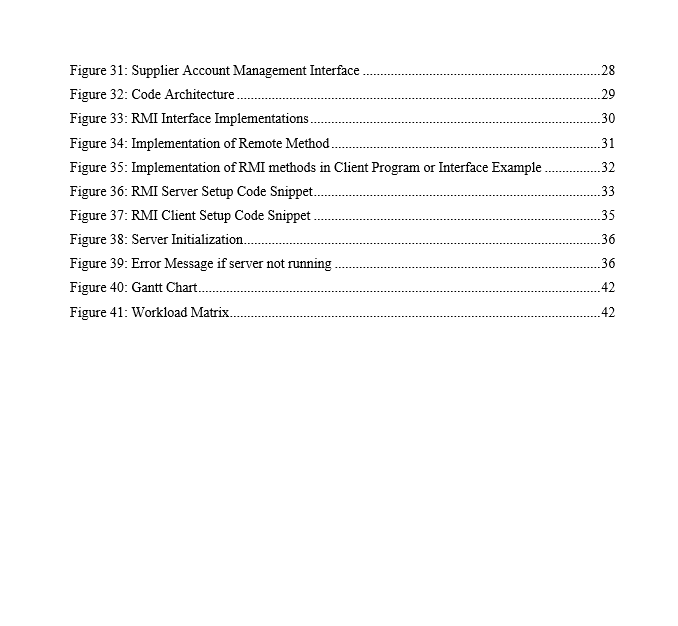 Figure 31: Supplier Account Management Interface ....................................................................28
Figure 32: Code Architecture ........................................................................................................29
Figure 33: RMI Interface Implementations ...................................................................................30
Figure 34: Implementation of Remote Method .............................................................................31
Figure 35: Implementation of RMI methods in Client Program or Interface Example ................32
Figure 36: RMI Server Setup Code Snippet ..................................................................................33
Figure 37: RMI Client Setup Code Snippet ..................................................................................35
Figure 38: Server Initialization ......................................................................................................36
Figure 39: Error Message if server not running ............................................................................36
Figure 40: Gantt Chart ...................................................................................................................42
Figure 41: Workload Matrix ..........................................................................................................42